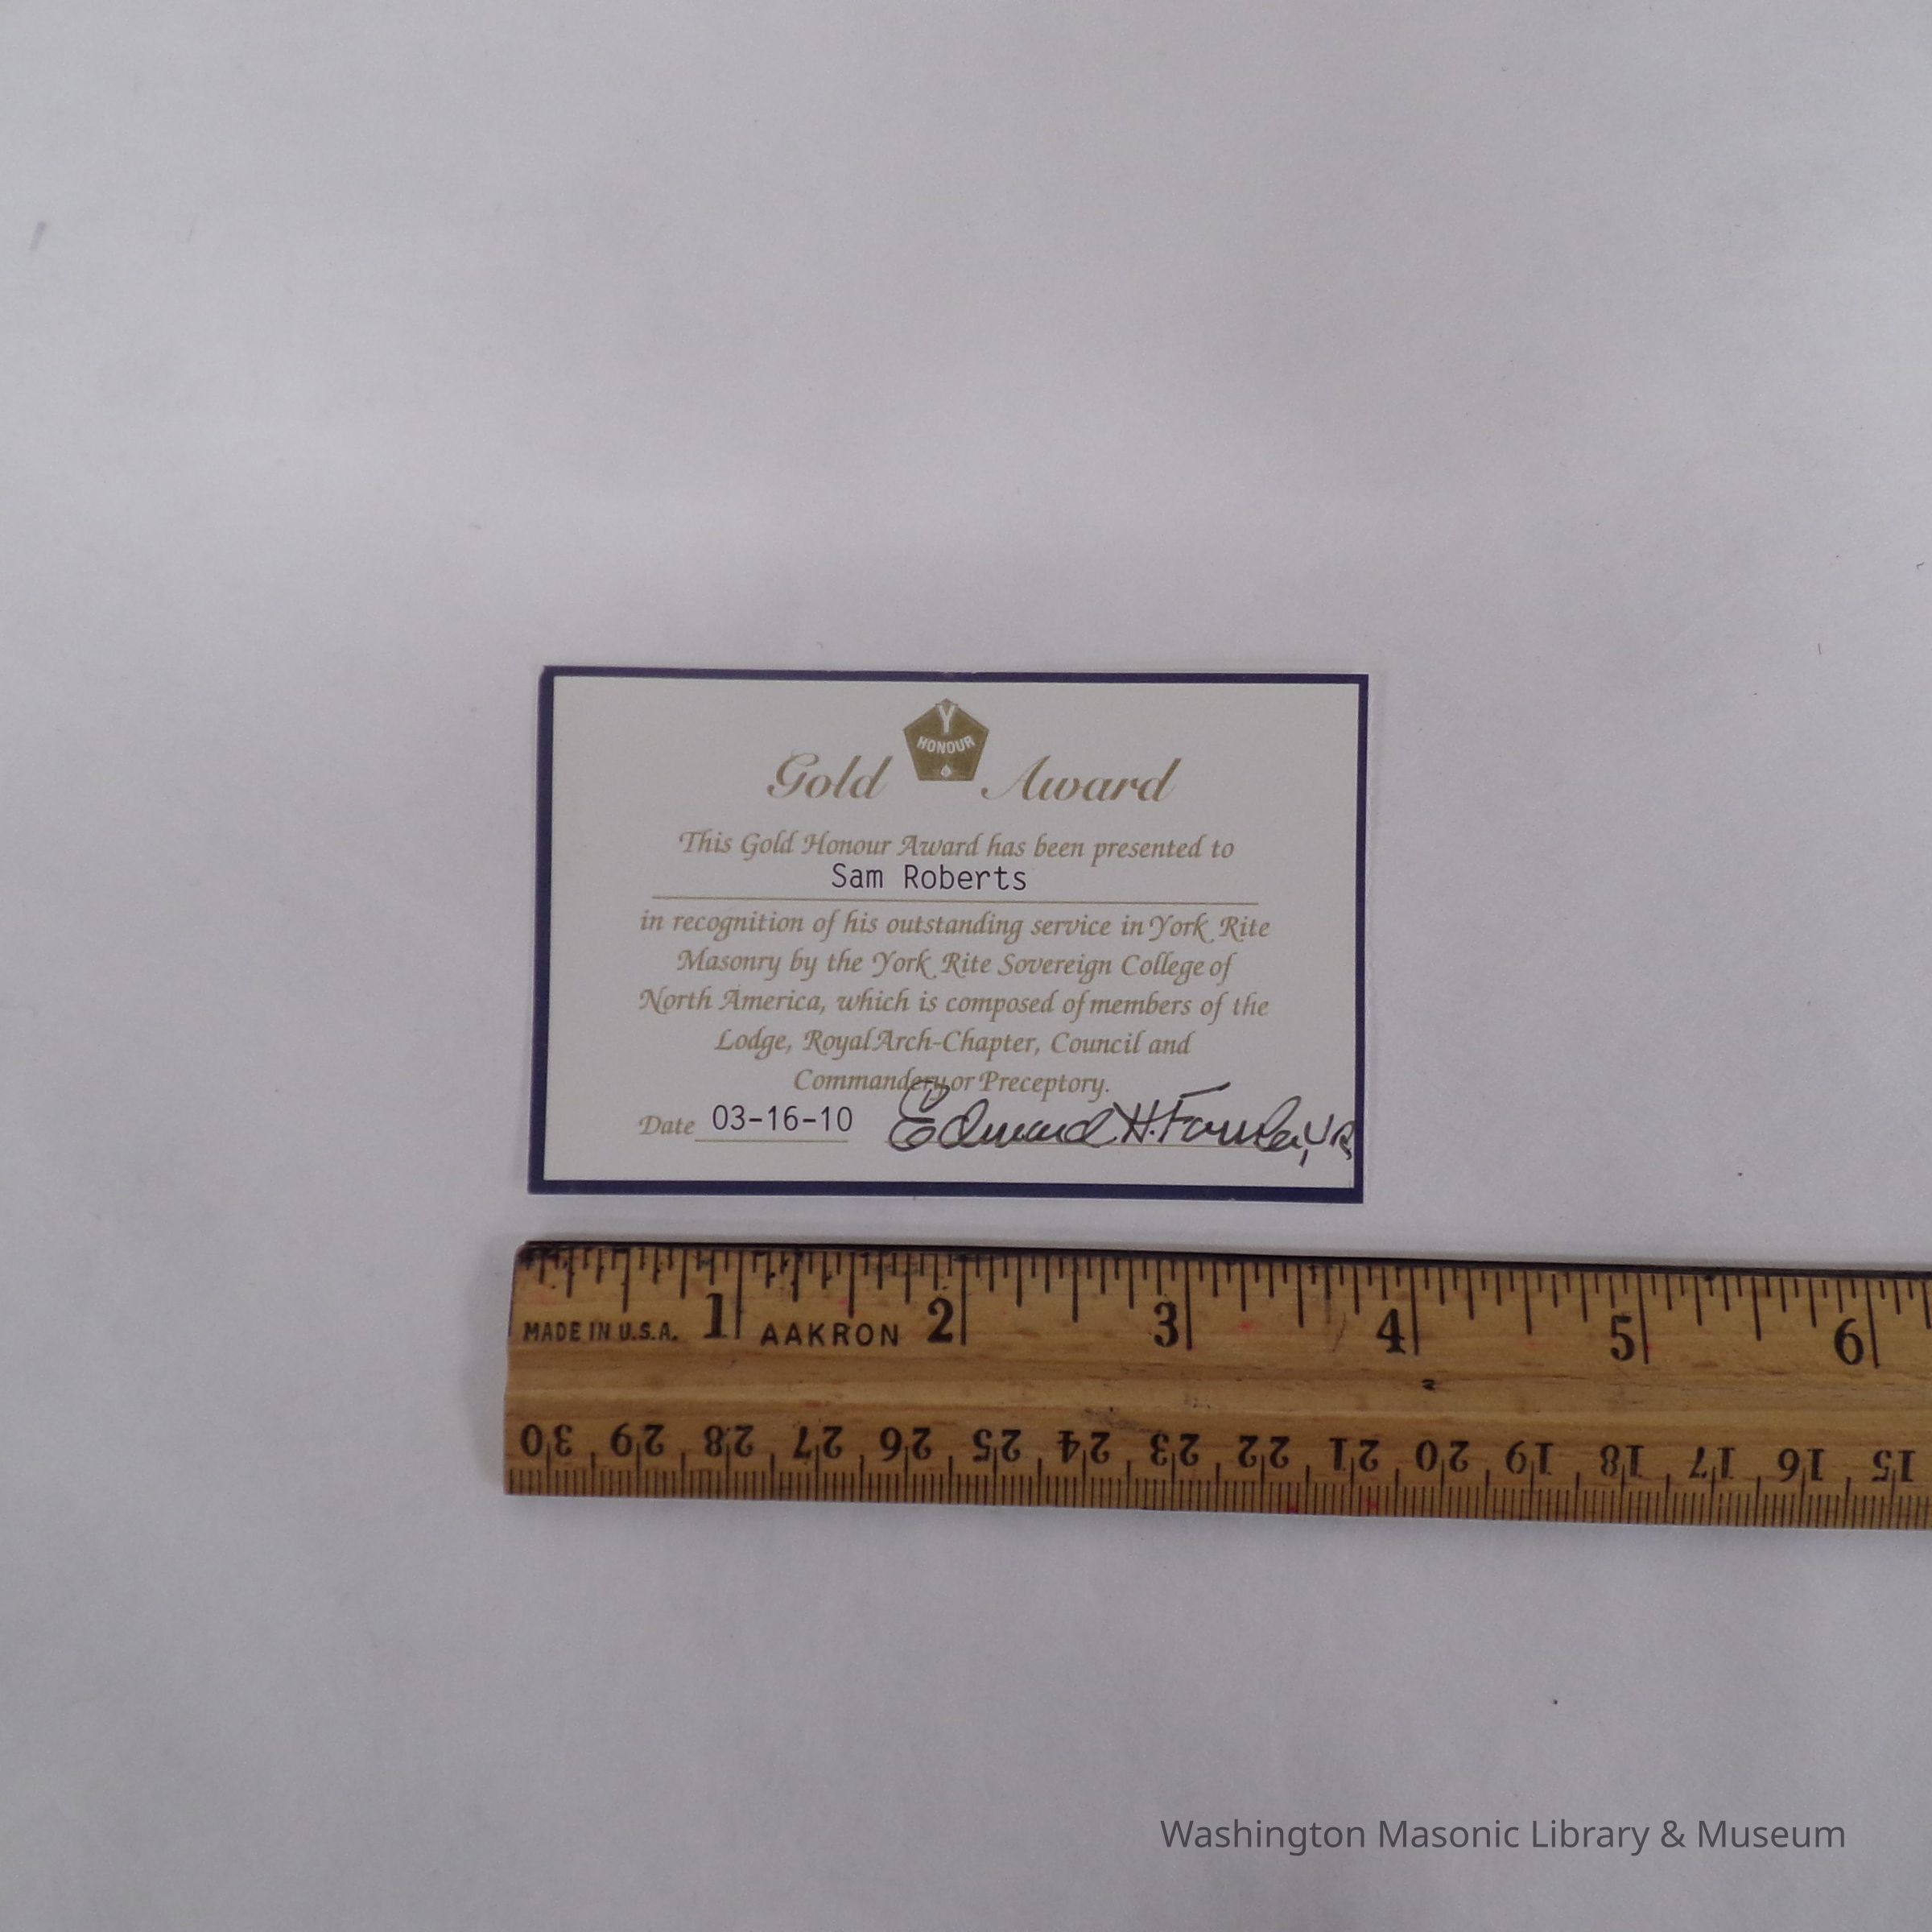 Y
HONOUR
Gold Award
This Gold Honour Award has been presented to
Sam Roberts
in recognition of his outstanding service in York Rite
Masonry by the York Rite Sovereign College of
North America, which is composed of members of the
Lodge, Royal Arch-Chapter, Council and
Commandery or Preceptory.
Date 03-16-10 Edward H. Fowler, JR
1 2 3 4 5 6
MADE IN U.S.A. AAKRON
30 29 28 27 26 25 24 23 22 21 20 19 18 17 16 15
Washington Masonic Library & Museum